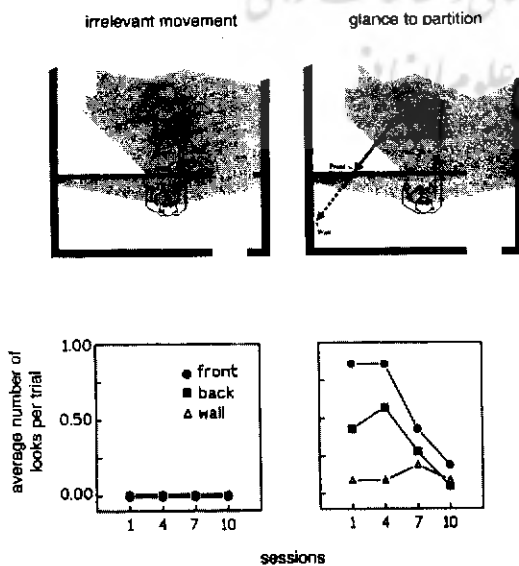 irrelevant movement
glance to partition
Front
Wall
average number of
looks per trial
1.00
0.50
0.00
front
back
wall
1 4 7 10
1 4 7 10
sessions